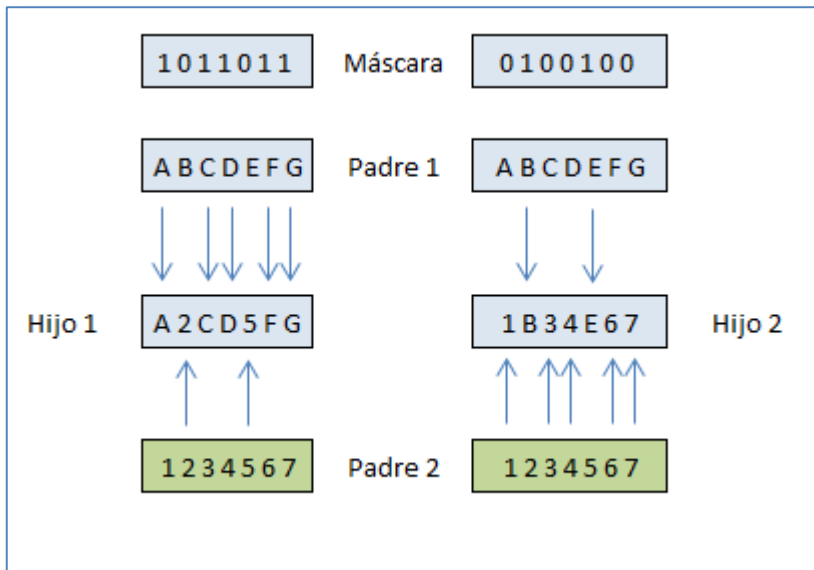 1011011 Máscara 0100100
ABCDEFG Padre 1 ABCDEFG
Hijo 1 A2CD5FG 1B34E67 Hijo 2
1234567 Padre 2 1234567